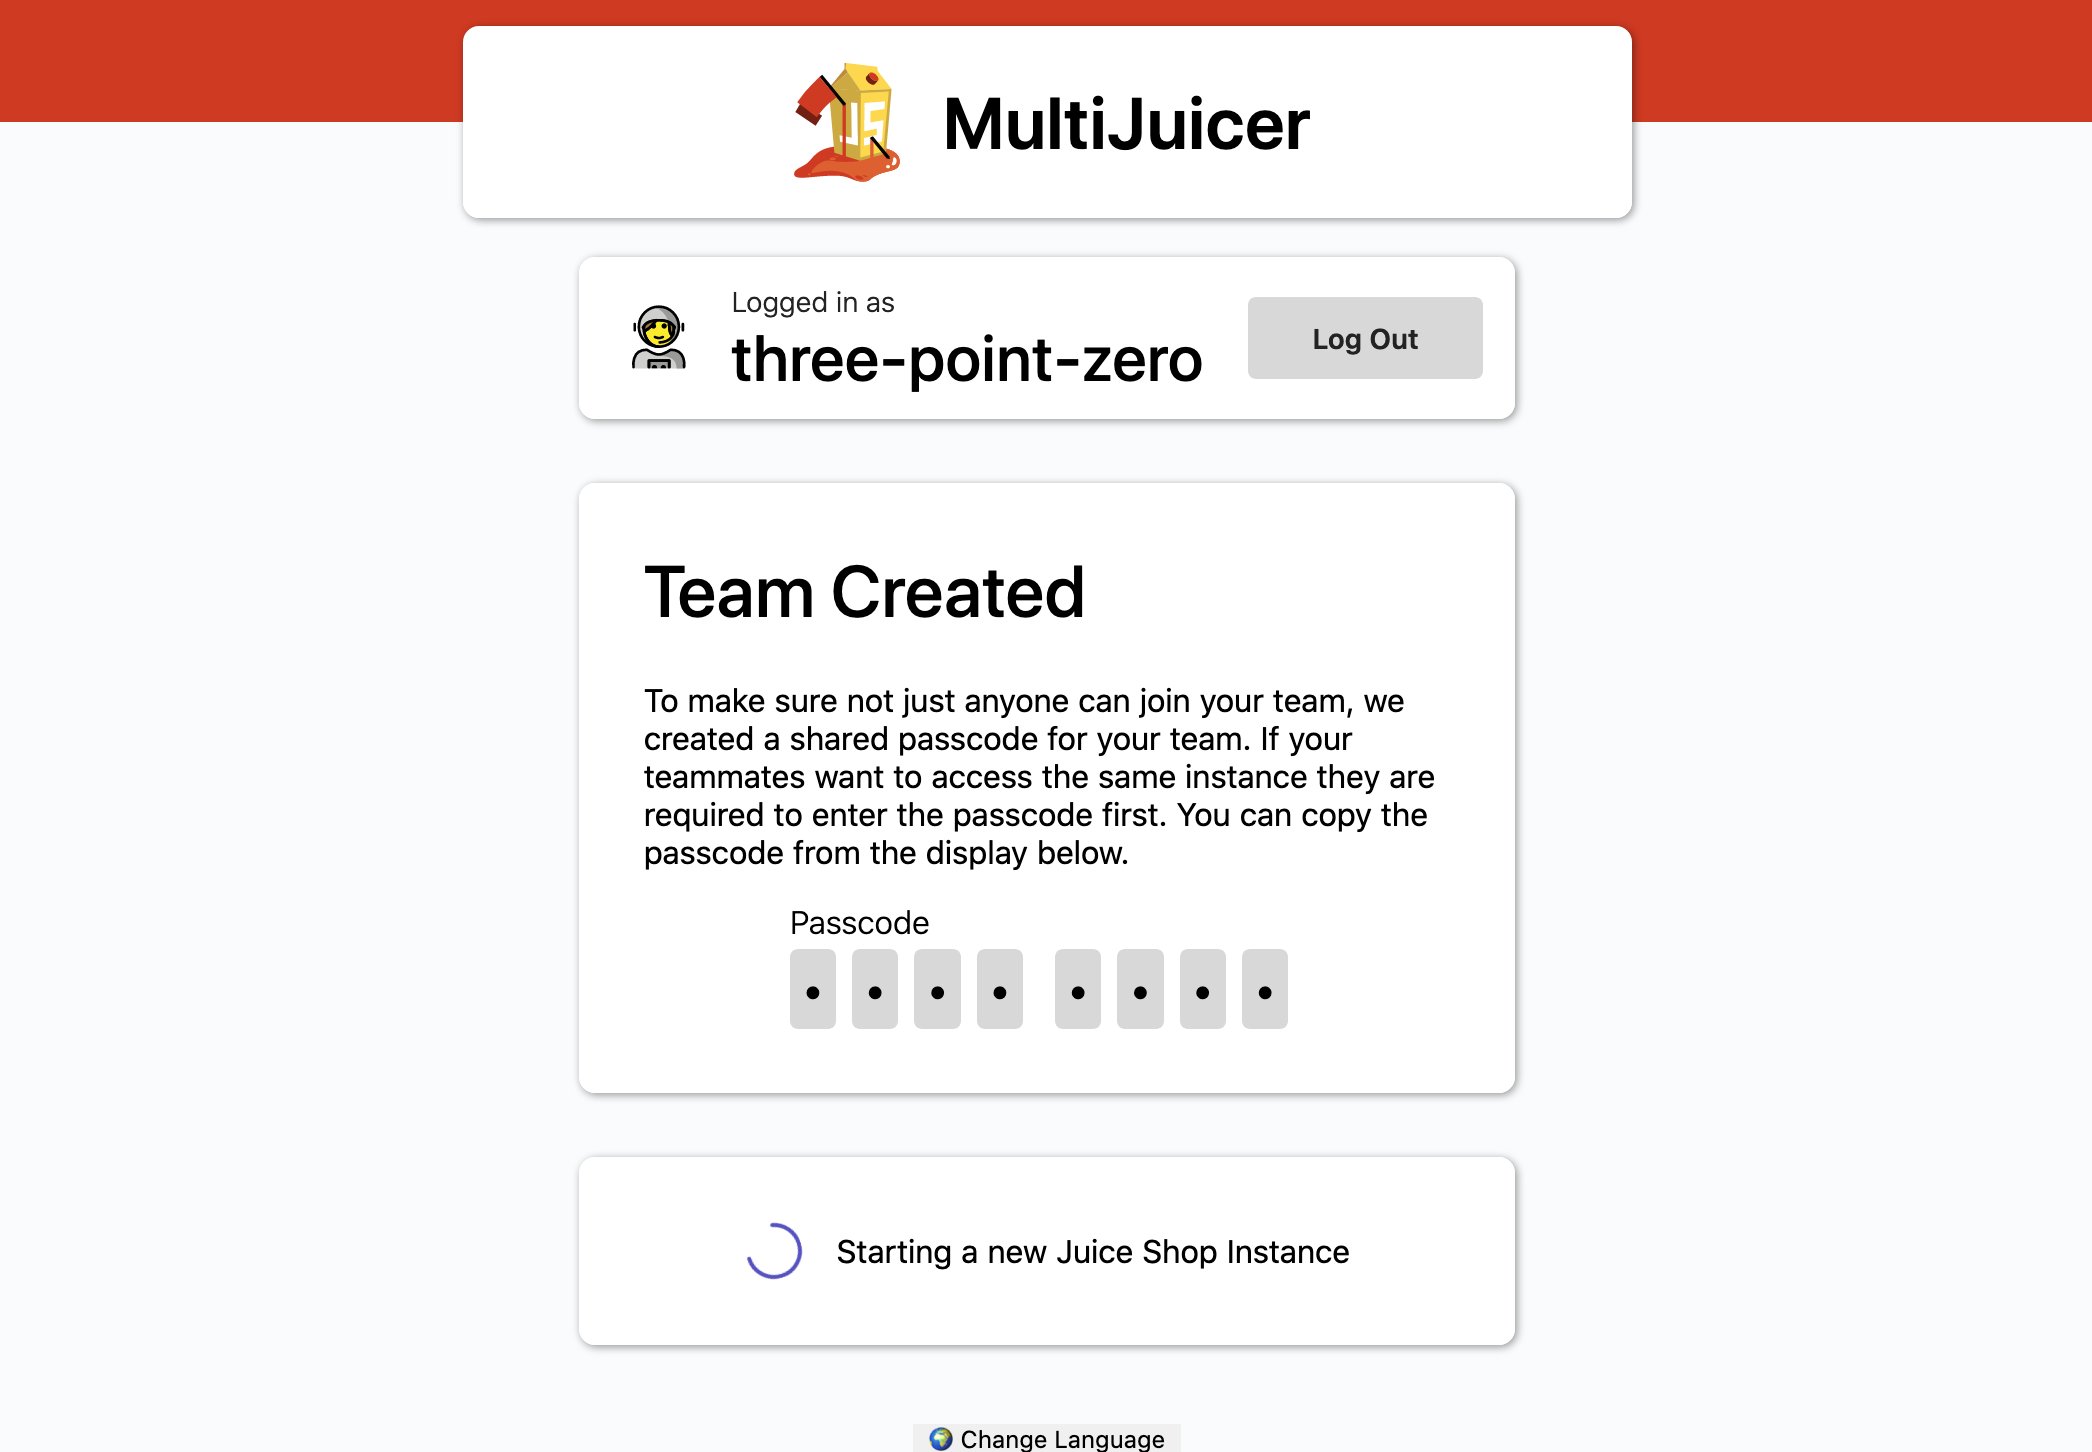 JS
MultiJuicer
Logged in as
three-point-zero
Log Out
Team Created
To make sure not just anyone can join your team, we
created a shared passcode for your team. If your
teammates want to access the same instance they are
required to enter the passcode first. You can copy the
passcode from the display below.
Passcode
• • • • • • • •
Starting a new Juice Shop Instance
🌍 Change Language